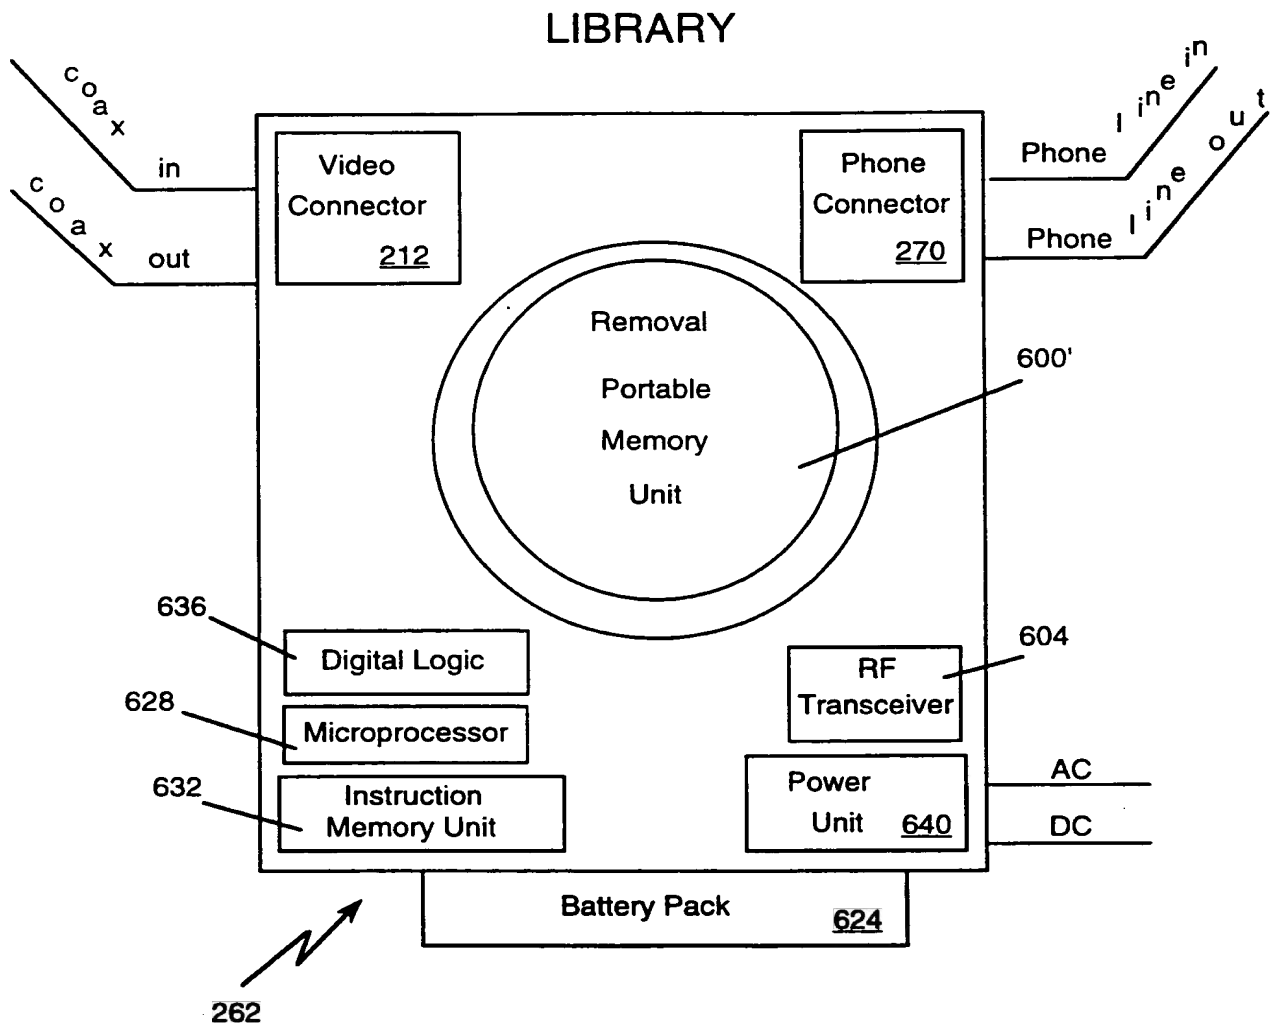 LIBRARY
coax in
coax out
Video
Connector
212
Phone
Connector
270
Phone line in
Phone line out
Removal
Portable
Memory
Unit
600'
636
Digital Logic
628
Microprocessor
632
Instruction
Memory Unit
RF
Transceiver
604
Power
Unit 640
AC
DC
Battery Pack 624
262